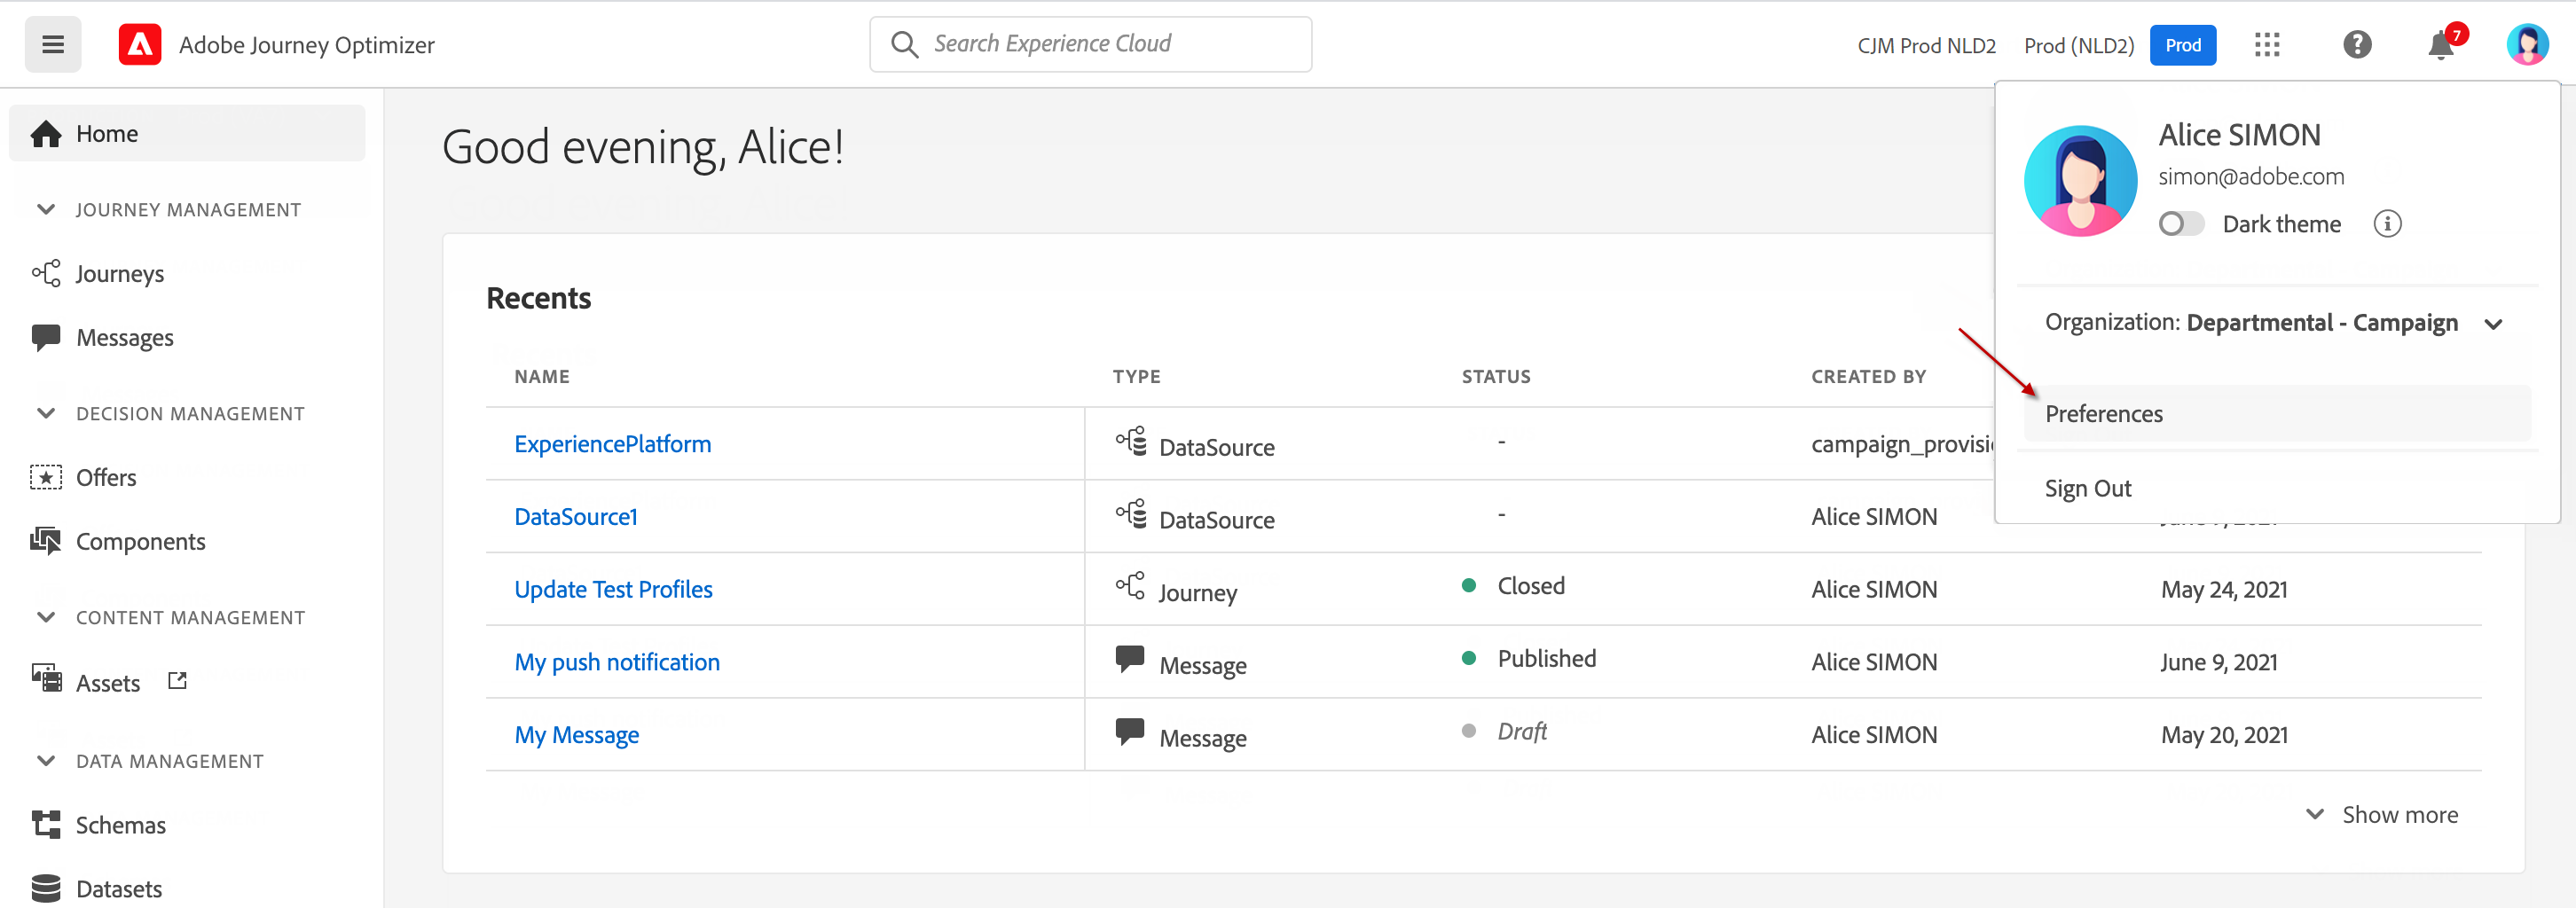 Adobe Journey Optimizer
Search Experience Cloud
CJM Prod NLD2
Prod (NLD2)
Prod
7
Home
JOURNEY MANAGEMENT
Journeys
Messages
DECISION MANAGEMENT
Offers
Components
CONTENT MANAGEMENT
Assets
DATA MANAGEMENT
Schemas
Datasets
Good evening, Alice!
Recents
NAME TYPE STATUS CREATED BY
ExperiencePlatform DataSource - campaign_provisi
DataSource1 DataSource - Alice SIMON
Update Test Profiles Journey Closed Alice SIMON May 24, 2021
My push notification Message Published Alice SIMON June 9, 2021
My Message Message Draft Alice SIMON May 20, 2021
Show more
Alice SIMON
simon@adobe.com
Dark theme
Organization: Departmental - Campaign
Preferences
Sign Out